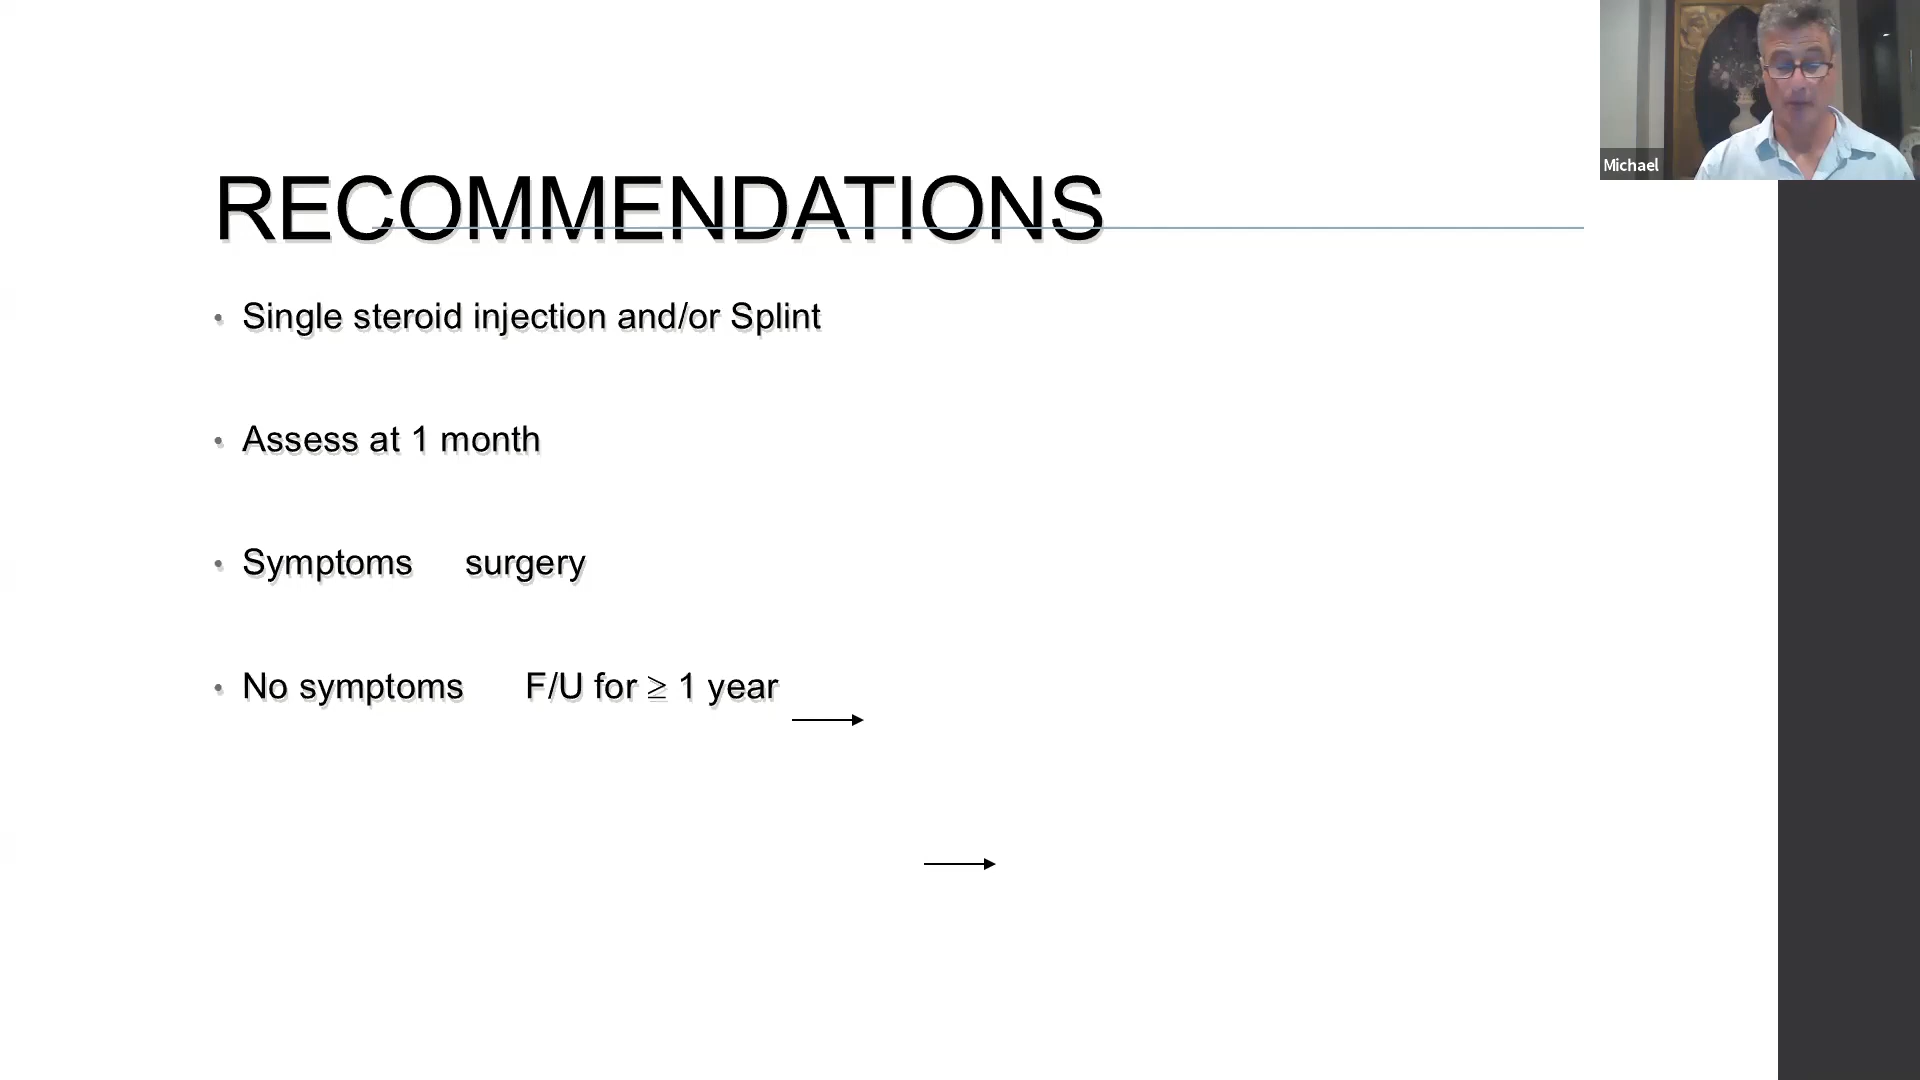 Michael
RECOMMENDATIONS
• Single steroid injection and/or Splint
• Assess at 1 month
• Symptoms surgery
• No symptoms F/U for ≥ 1 year